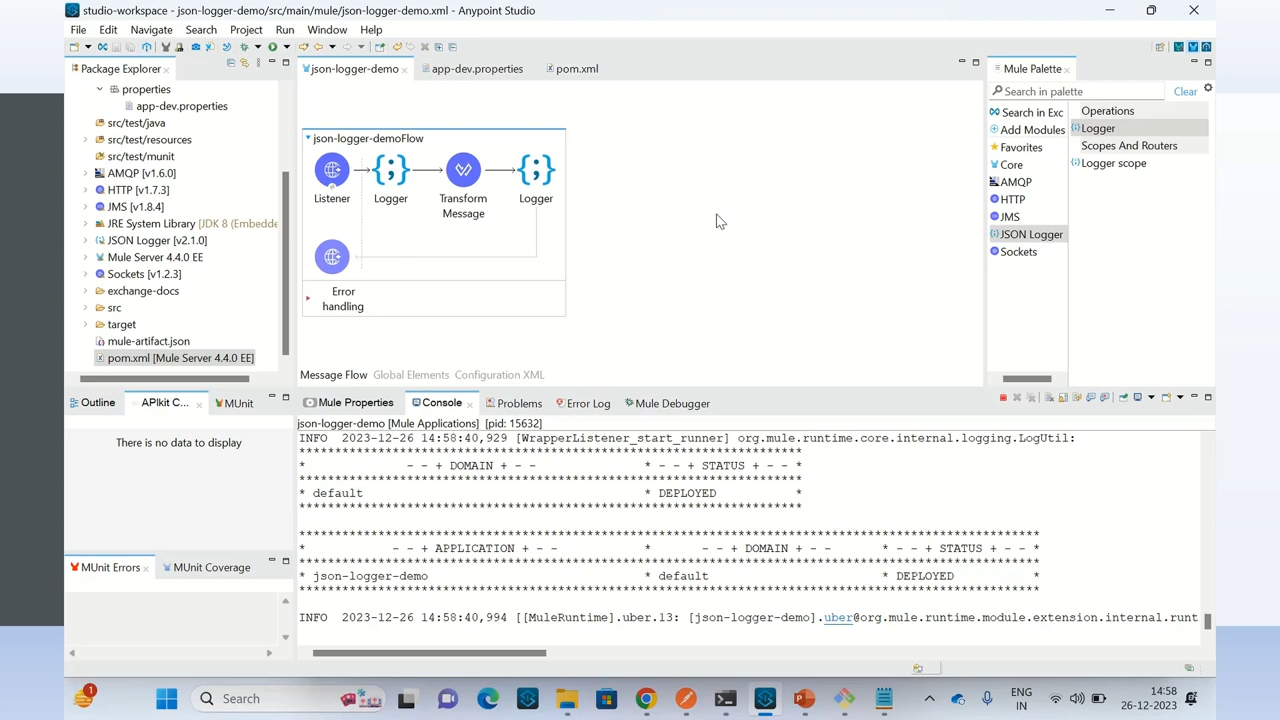 studio-workspace - json-logger-demo/src/main/mule/json-logger-demo.xml - Anypoint Studio
File Edit Navigate Search Project Run Window Help
Package Explorer
properties
app-dev.properties
src/test/java
src/test/resources
src/test/munit
AMQP [v1.6.0]
HTTP [v1.7.3]
JMS [v1.8.4]
JRE System Library [JDK 8 (Embedde
JSON Logger [v2.1.0]
Mule Server 4.4.0 EE
Sockets [v1.2.3]
exchange-docs
src
target
mule-artifact.json
pom.xml [Mule Server 4.4.0 EE]
json-logger-demo app-dev.properties pom.xml
json-logger-demoFlow
Listener Logger Transform Message Logger
Error handling
Message Flow Global Elements Configuration XML
Mule Palette
Search in palette Clear
Search in Exc
Add Modules
Favorites
Core
AMQP
HTTP
JMS
JSON Logger
Sockets
Operations
Logger
Scopes And Routers
Logger scope
Outline APIkit C... MUnit
There is no data to display
MUnit Errors MUnit Coverage
Mule Properties Console Problems Error Log Mule Debugger
json-logger-demo [Mule Applications] [pid: 15632]
INFO 2023-12-26 14:58:40,929 [WrapperListener_start_runner] org.mule.runtime.core.internal.logging.LogUtil:
**********************************************************************
* - - + DOMAIN + - - * - - + STATUS + - - *
**********************************************************************
* default * DEPLOYED *
**********************************************************************
*******************************************************************************************************
* - - + APPLICATION + - - * - - + DOMAIN + - - * - - + STATUS + - - *
*******************************************************************************************************
* json-logger-demo * default * DEPLOYED *
*******************************************************************************************************
INFO 2023-12-26 14:58:40,994 [[MuleRuntime].uber.13: [json-logger-demo].uber@org.mule.runtime.module.extension.internal.runt
1
Search
ENG
IN
14:58
26-12-2023